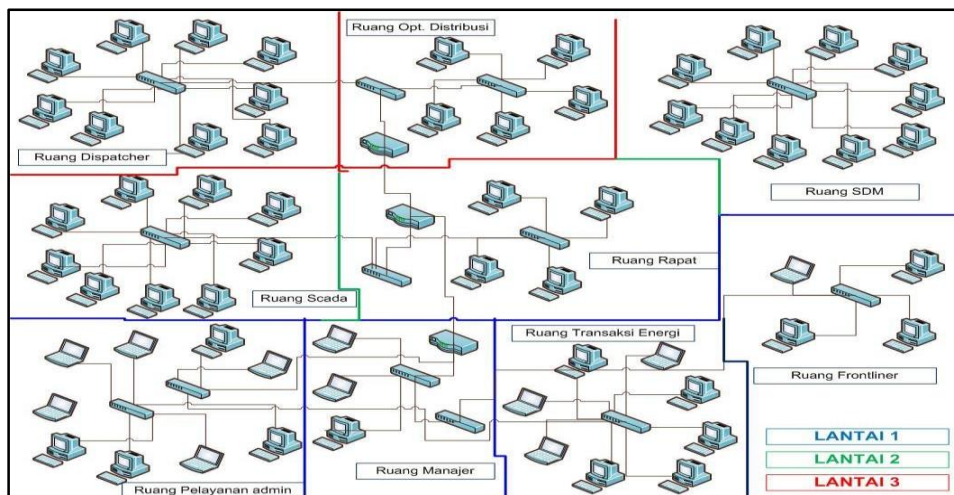 Ruang Opt. Distribusi
Ruang Dispatcher
Ruang SDM
Ruang Scada
Ruang Rapat
Ruang Transaksi Energi
Ruang Frontliner
Ruang Pelayanan admin
Ruang Manajer
LANTAI 1
LANTAI 2
LANTAI 3